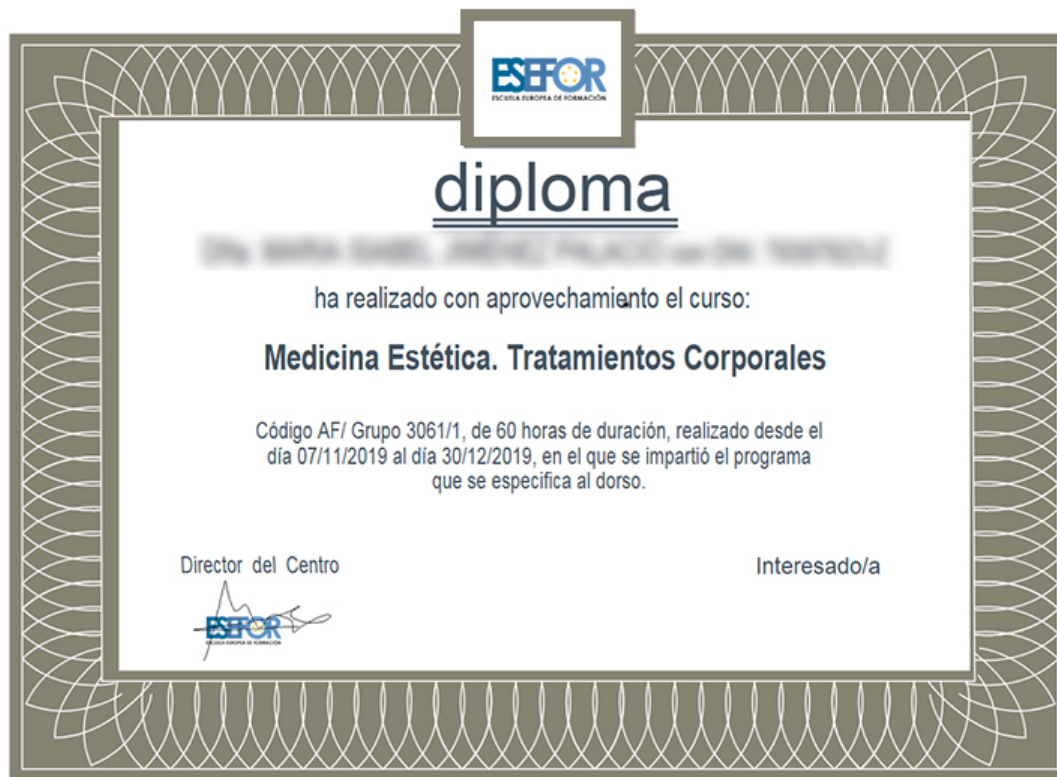 ESEFOR
ESCUELA EUROPEA DE FORMACIÓN
diploma
ha realizado con aprovechamiento el curso:
Medicina Estética. Tratamientos Corporales
Código AF/ Grupo 3061/1, de 60 horas de duración, realizado desde el
día 07/11/2019 al día 30/12/2019, en el que se impartió el programa
que se especifica al dorso.
Director del Centro
Interesado/a
ESEFOR
ESCUELA EUROPEA DE FORMACIÓN